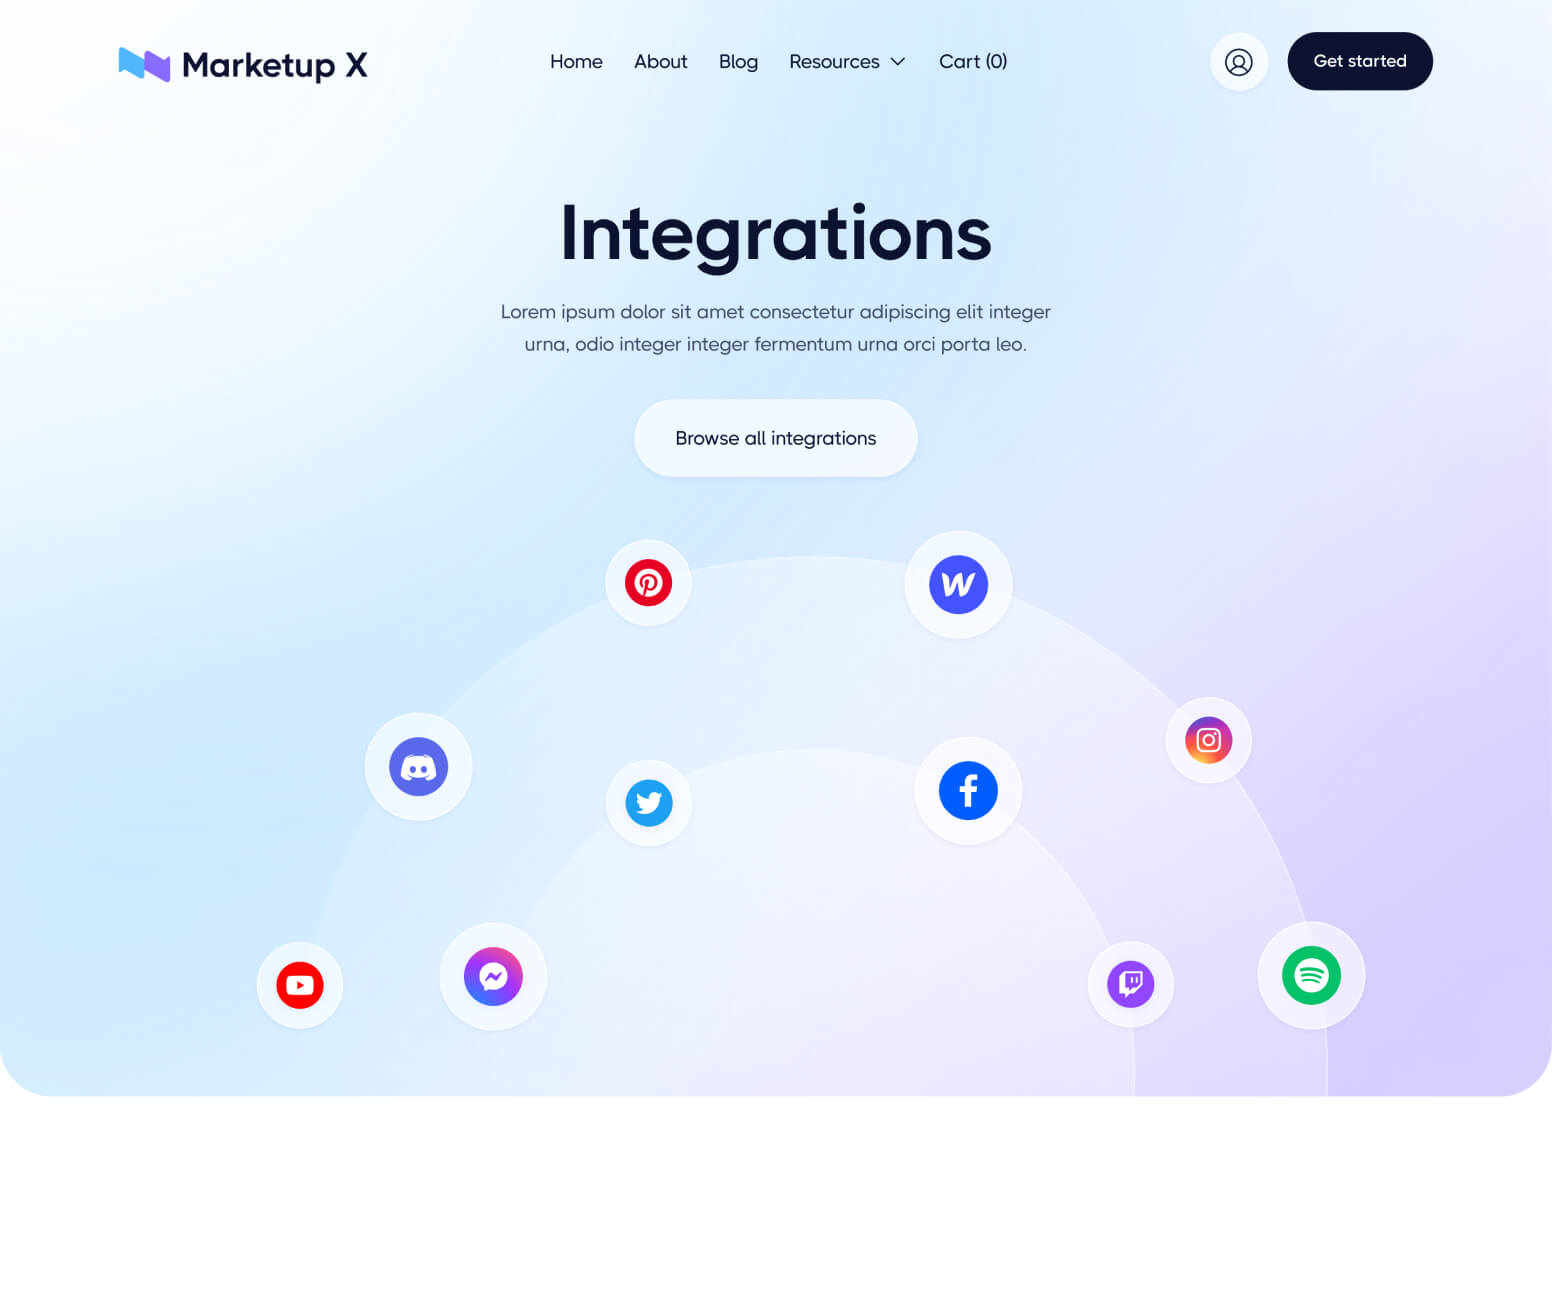 Marketup X
Home About Blog Resources Cart (0)
Get started
Integrations
Lorem ipsum dolor sit amet consectetur adipiscing elit integer
urna, odio integer integer fermentum urna orci porta leo.
Browse all integrations